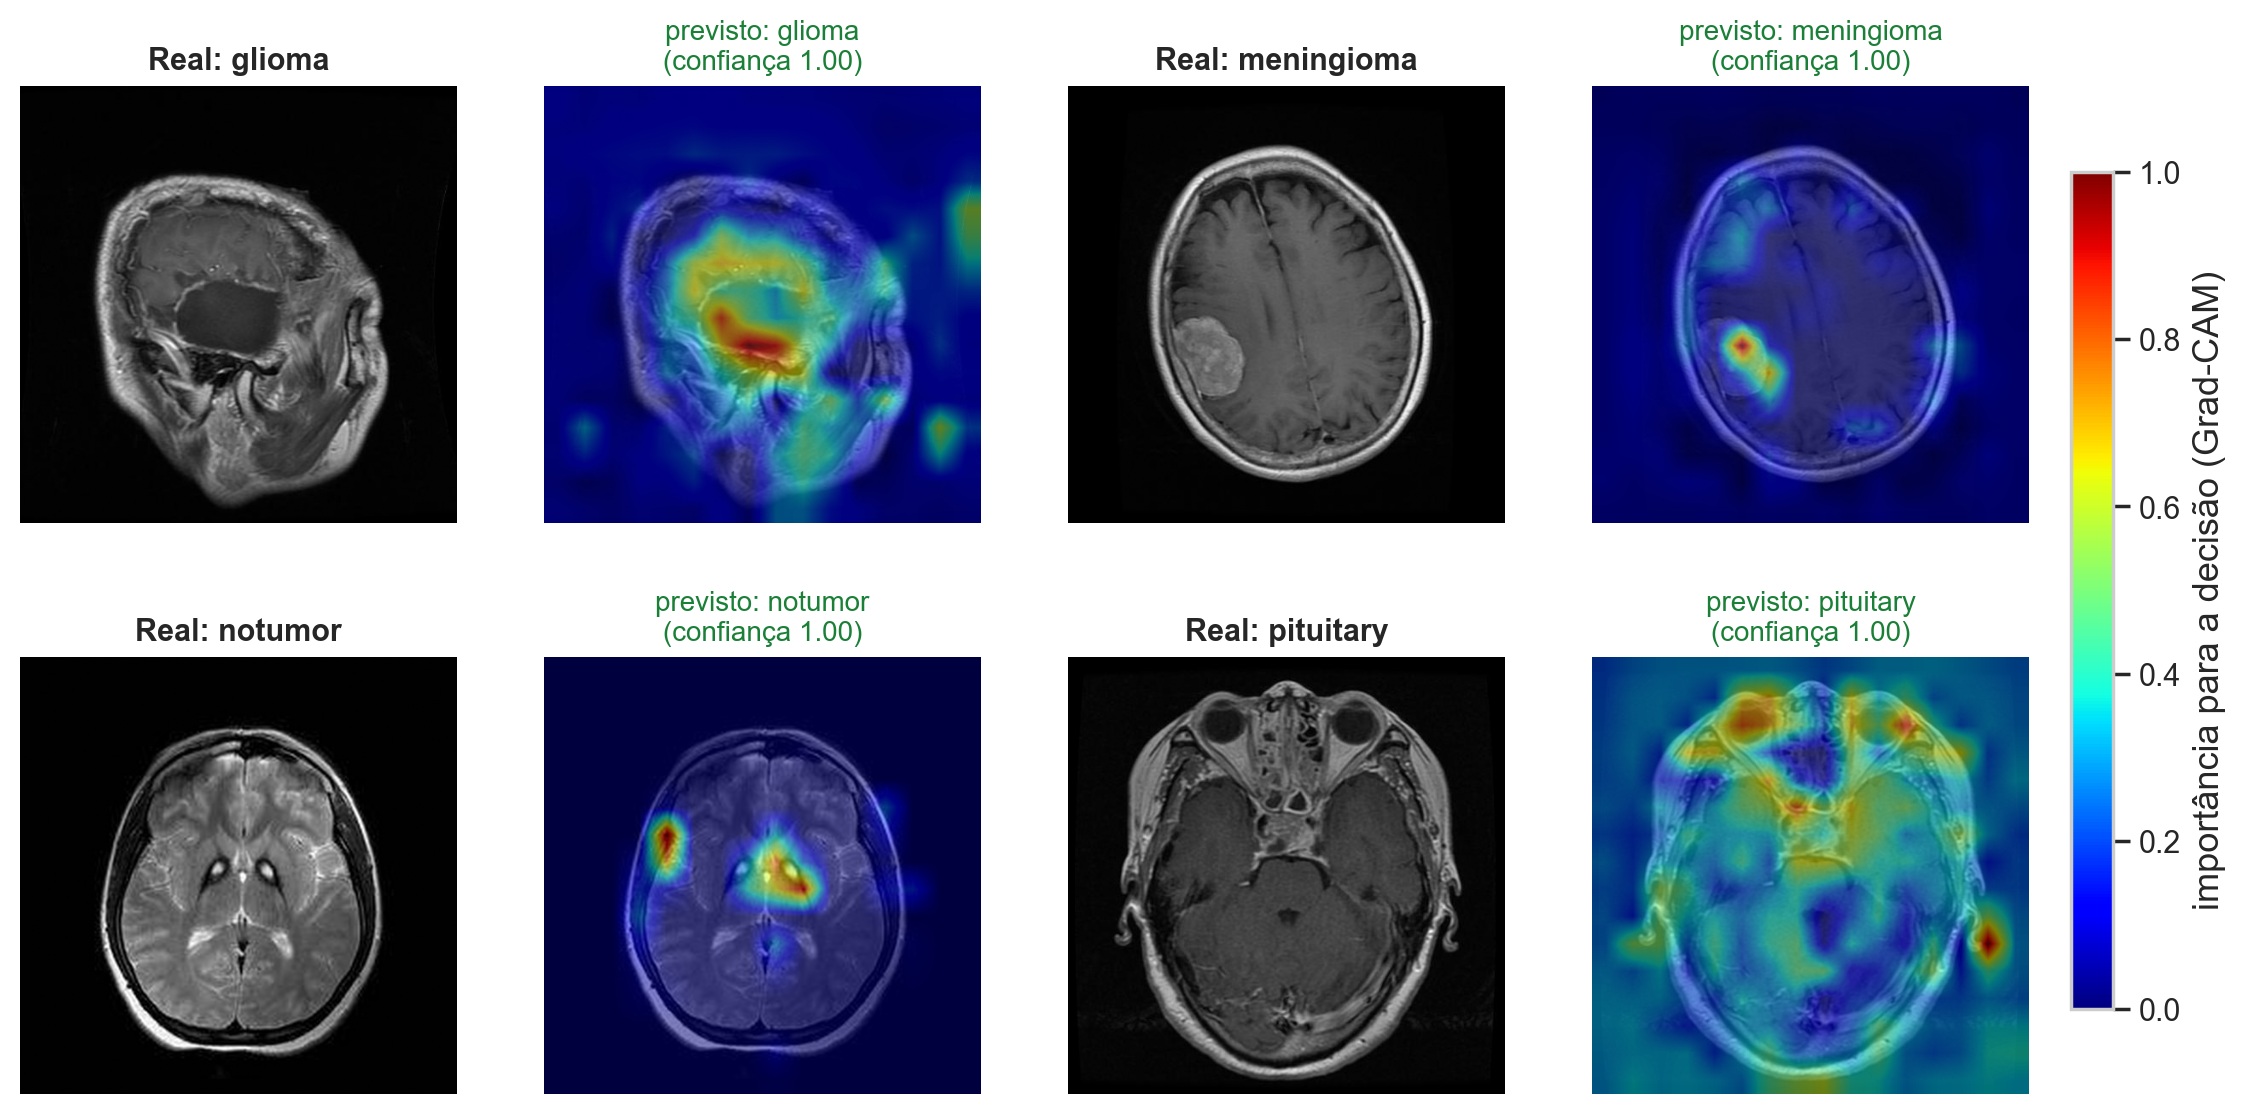 Real: glioma
previsto: glioma
(confiança 1.00)
Real: meningioma
previsto: meningioma
(confiança 1.00)
Real: notumor
previsto: notumor
(confiança 1.00)
Real: pituitary
previsto: pituitary
(confiança 1.00)
1.0
0.8
0.6
0.4
0.2
0.0
importância para a decisão (Grad-CAM)